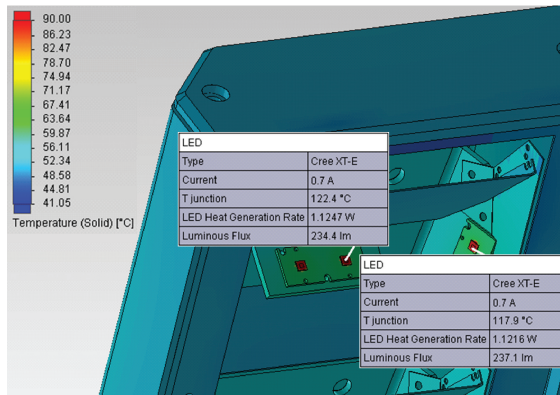 90.00
86.23
82.47
78.70
74.94
71.17
67.41
63.64
59.87
56.11
52.34
48.58
44.81
41.05
Temperature (Solid) [°C]
LED
Type Cree XT-E
Current 0.7 A
T junction 122.4 °C
LED Heat Generation Rate 1.1247 W
Luminous Flux 234.4 lm
LED
Type Cree XT-E
Current 0.7 A
T junction 117.9 °C
LED Heat Generation Rate 1.1216 W
Luminous Flux 237.1 lm